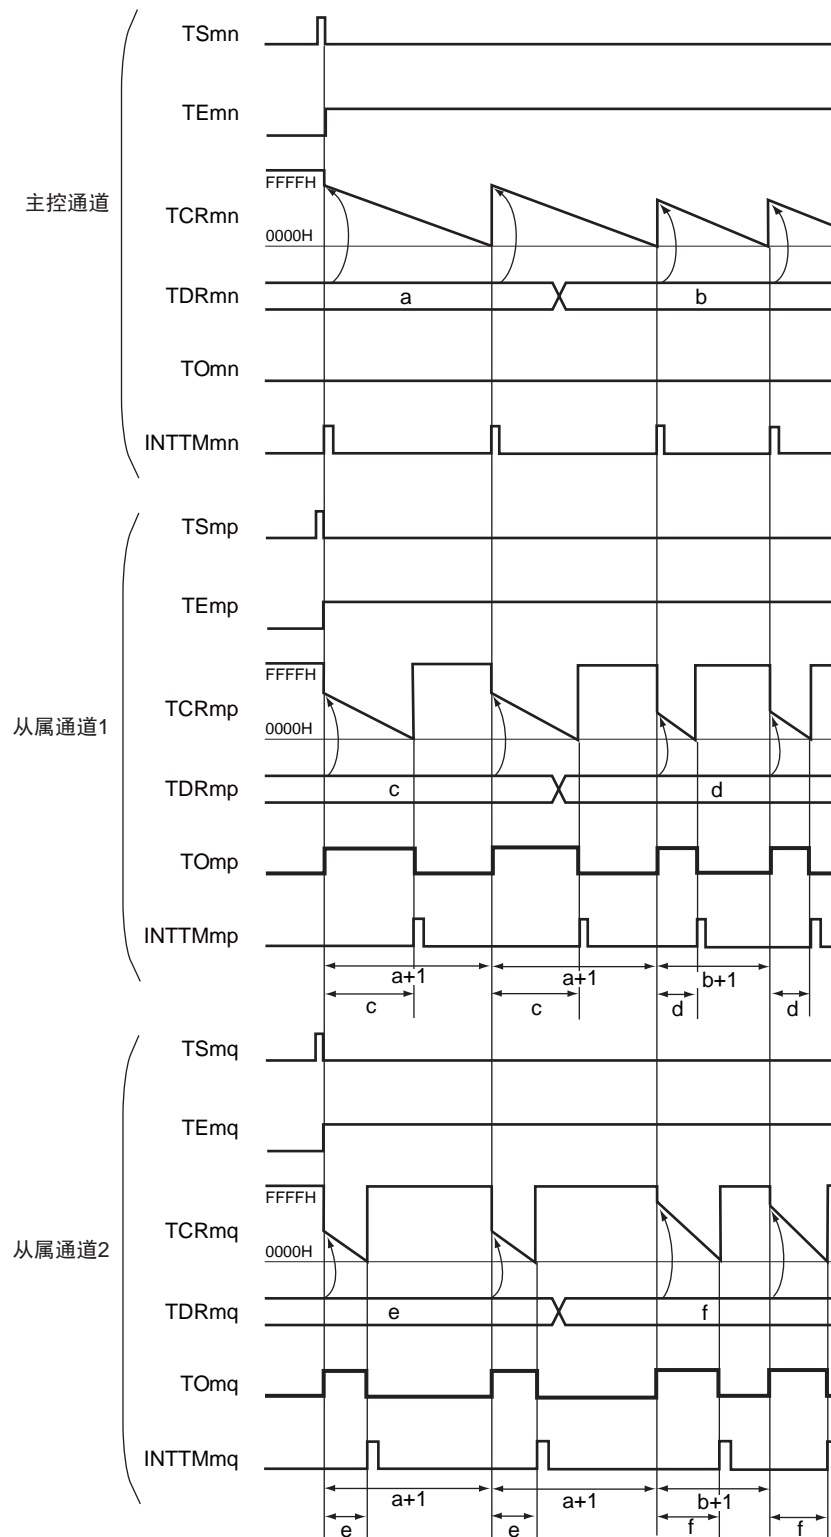 TSmn
TEmn
主控通道
FFFFH
TCRmn
0000H
TDRmn
a
b
TOmn
INTTMmn
TSmp
TEmp
FFFFH
从属通道1
TCRmp
0000H
TDRmp
c
d
TOmp
INTTMmp
a+1
a+1
b+1
c
c
d
d
TSmq
TEmq
FFFFH
从属通道2
TCRmq
0000H
TDRmq
e
f
TOmq
INTTMmq
a+1
a+1
b+1
e
e
f
f